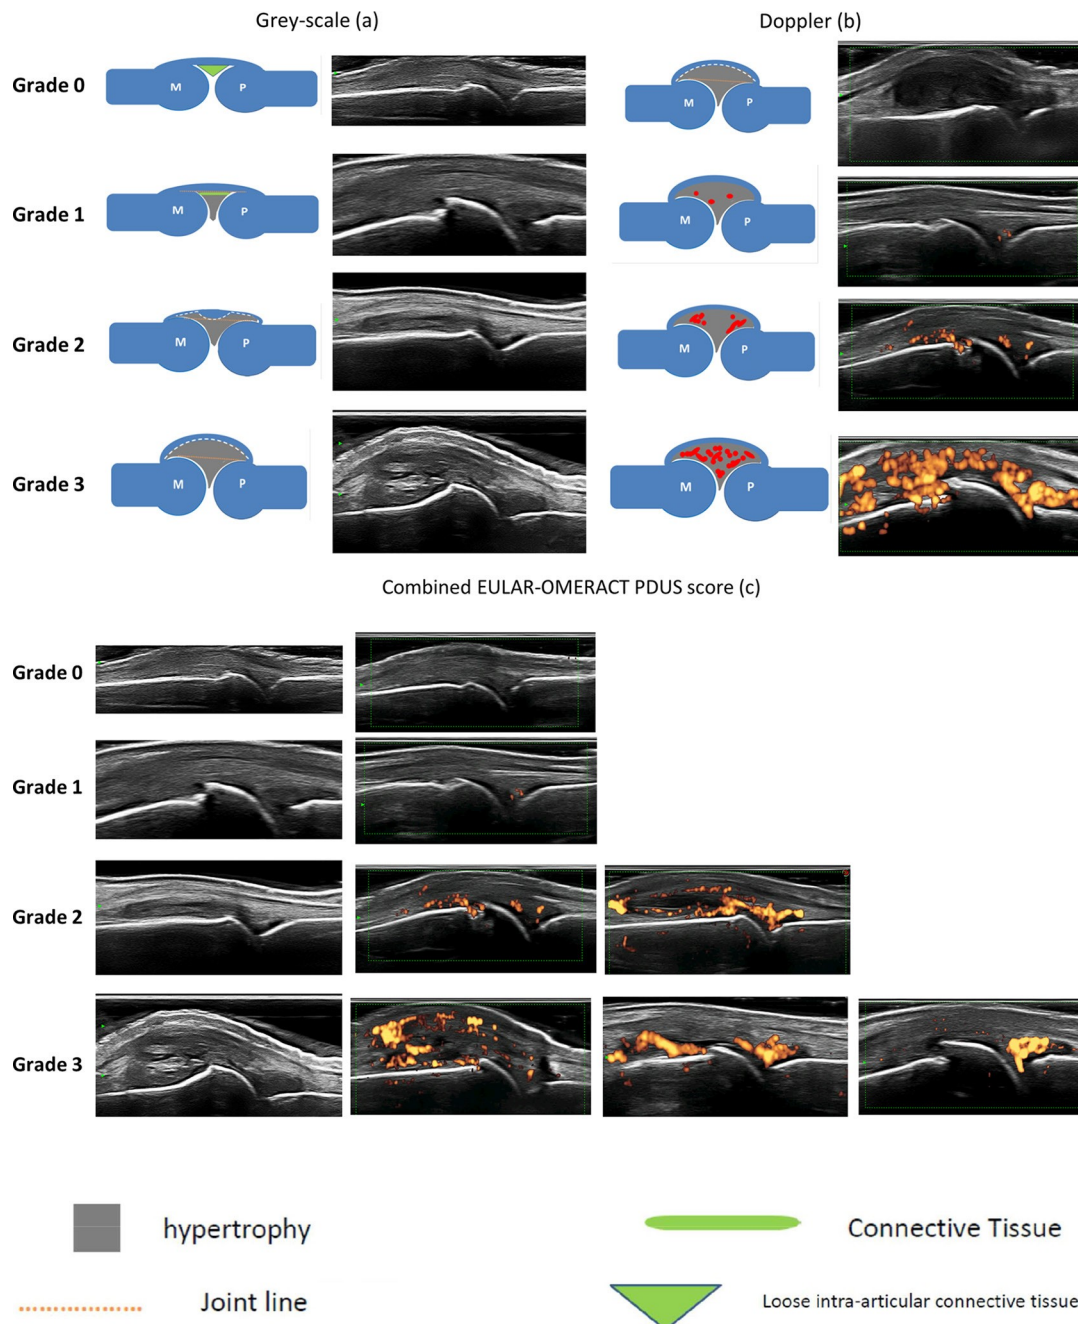 Grey-scale (a)
Doppler (b)
Grade 0
M
P
M
P
Grade 1
M
P
M
P
Grade 2
M
P
M
P
Grade 3
M
P
M
P
Combined EULAR-OMERACT PDUS score (c)
Grade 0
Grade 1
Grade 2
Grade 3
hypertrophy
Connective Tissue
Joint line
Loose intra-articular connective tissue